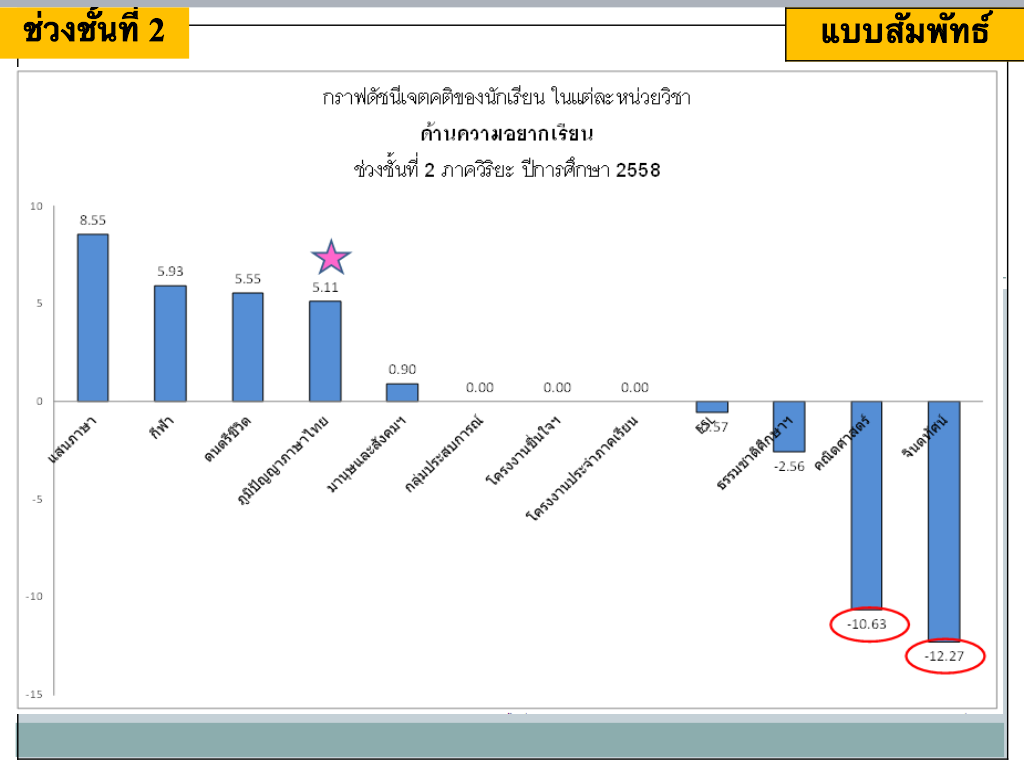 ช่วงชั้นที่ 2
แบบสัมพัทธ์
กราฟดัชนีเจตคติของนักเรียน ในแต่ละหน่วยวิชา
ด้านความอยากเรียน
ช่วงชั้นที่ 2 ภาควิริยะ ปีการศึกษา 2558
10
5
0
-5
-10
-15
8.55
5.93
5.55
5.11
0.90
0.00
0.00
0.00
-0.57
-2.56
-10.63
-12.27
แสนภาษา
กีฬา
ดนตรีชีวิต
ภูมิปัญญาภาษาไทย
มานุษและสังคมฯ
กลุ่มประสบการณ์
โครงงานชื่นใจฯ
โครงงานประจำภาคเรียน
ESL
ธรรมชาติศึกษาฯ
คณิตศาสตร์
จินตทัศน์